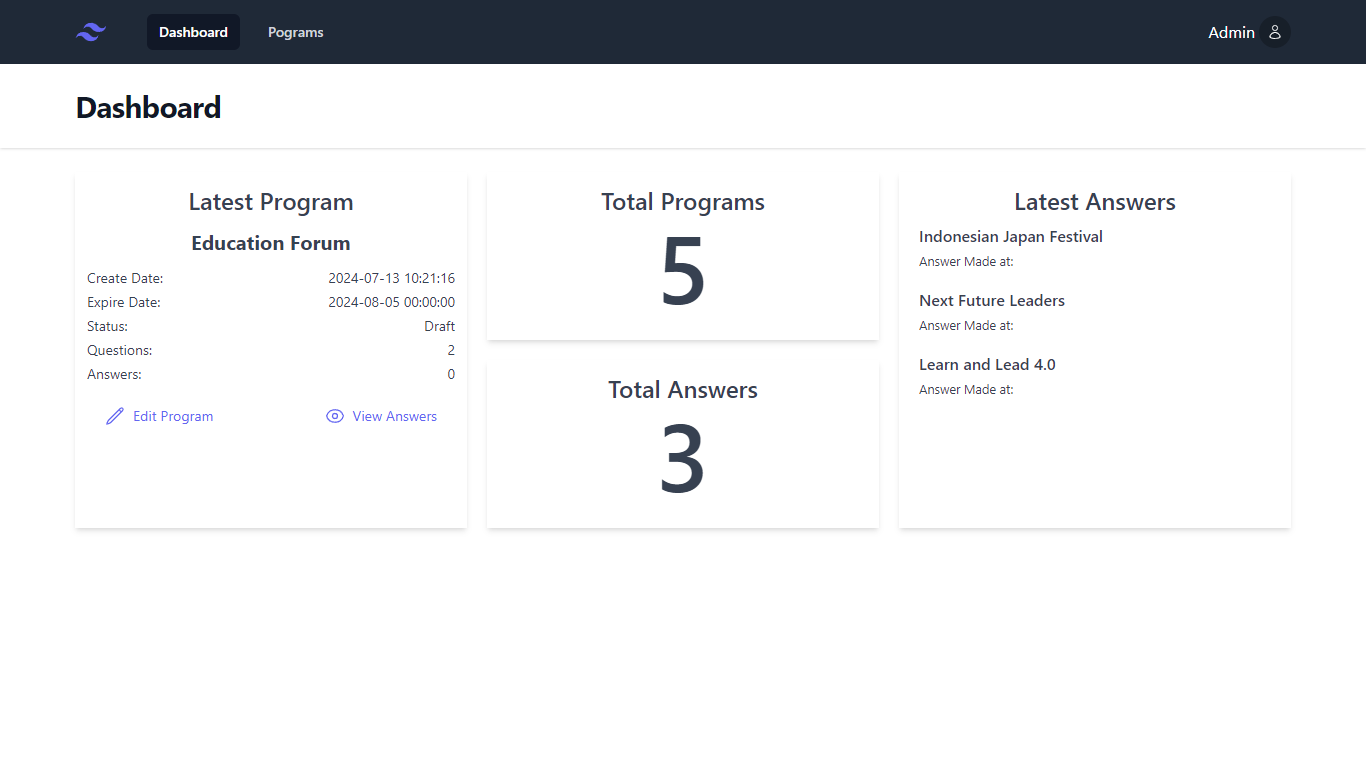 Dashboard Pograms Admin
Dashboard
Latest Program
Education Forum
Create Date: 2024-07-13 10:21:16
Expire Date: 2024-08-05 00:00:00
Status: Draft
Questions: 2
Answers: 0
Edit Program View Answers
Total Programs
5
Total Answers
3
Latest Answers
Indonesian Japan Festival
Answer Made at:
Next Future Leaders
Answer Made at:
Learn and Lead 4.0
Answer Made at: